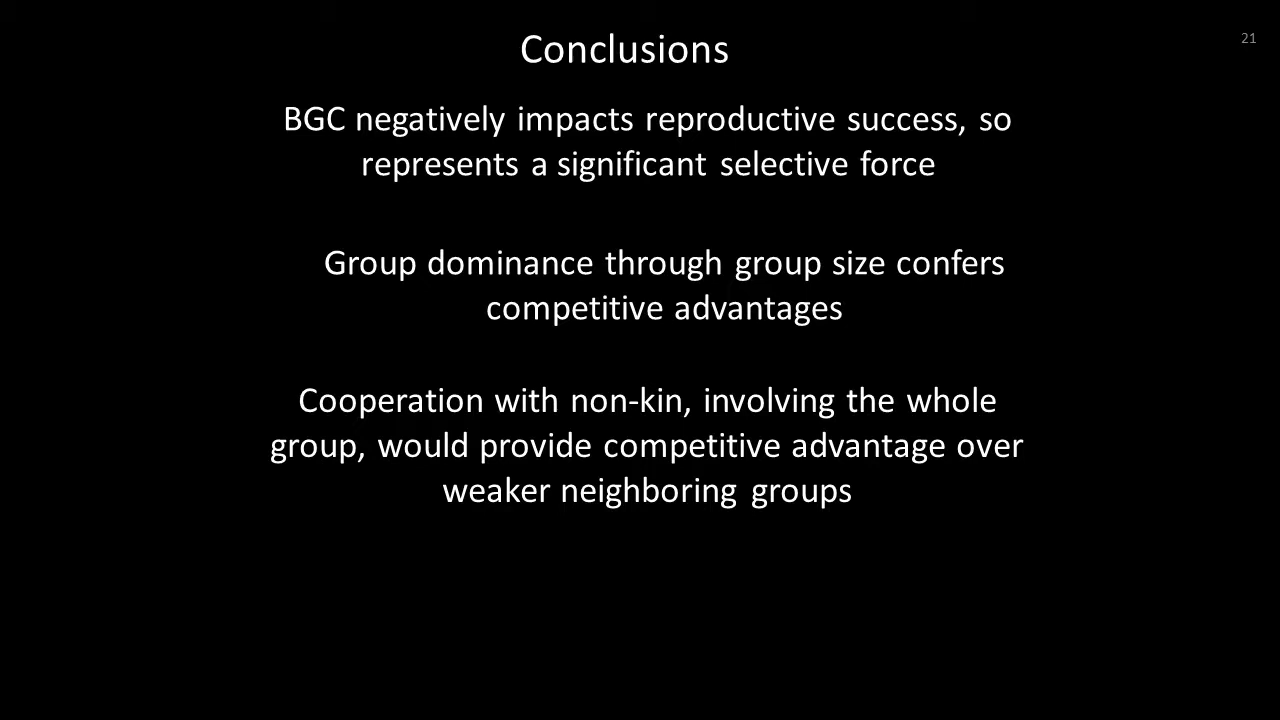 Conclusions
21
BGC negatively impacts reproductive success, so
represents a significant selective force
Group dominance through group size confers
competitive advantages
Cooperation with non-kin, involving the whole
group, would provide competitive advantage over
weaker neighboring groups